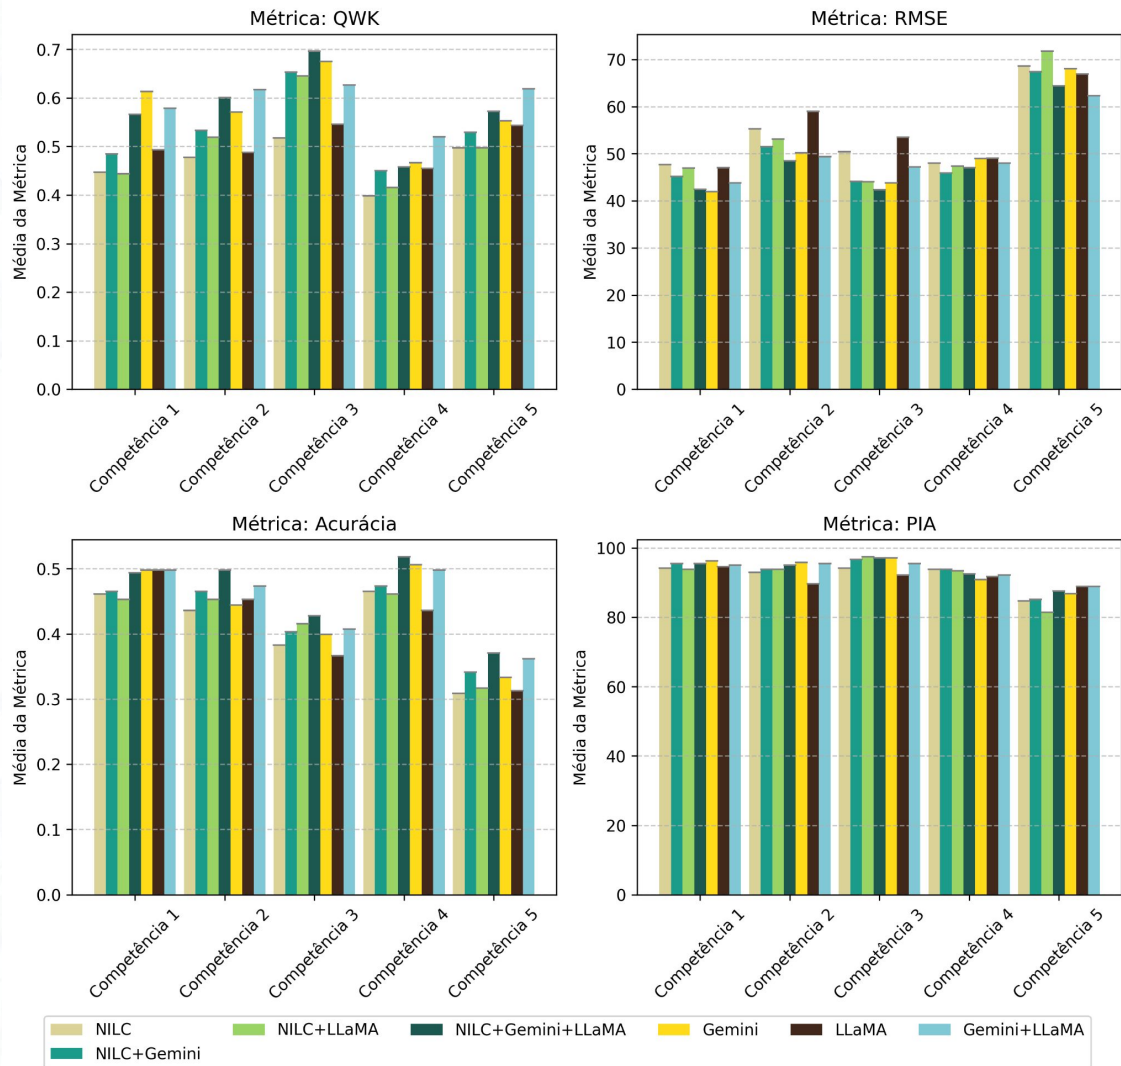 Métrica: QWK
Média da Métrica
0.7
0.6
0.5
0.4
0.3
0.2
0.1
0.0
Competência 1
Competência 2
Competência 3
Competência 4
Competência 5
Métrica: RMSE
Média da Métrica
70
60
50
40
30
20
10
0
Competência 1
Competência 2
Competência 3
Competência 4
Competência 5
Métrica: Acurácia
Média da Métrica
0.5
0.4
0.3
0.2
0.1
0.0
Competência 1
Competência 2
Competência 3
Competência 4
Competência 5
Métrica: PIA
Média da Métrica
100
80
60
40
20
0
Competência 1
Competência 2
Competência 3
Competência 4
Competência 5
NILC
NILC+Gemini
NILC+LLaMA
NILC+Gemini+LLaMA
Gemini
LLaMA
Gemini+LLaMA